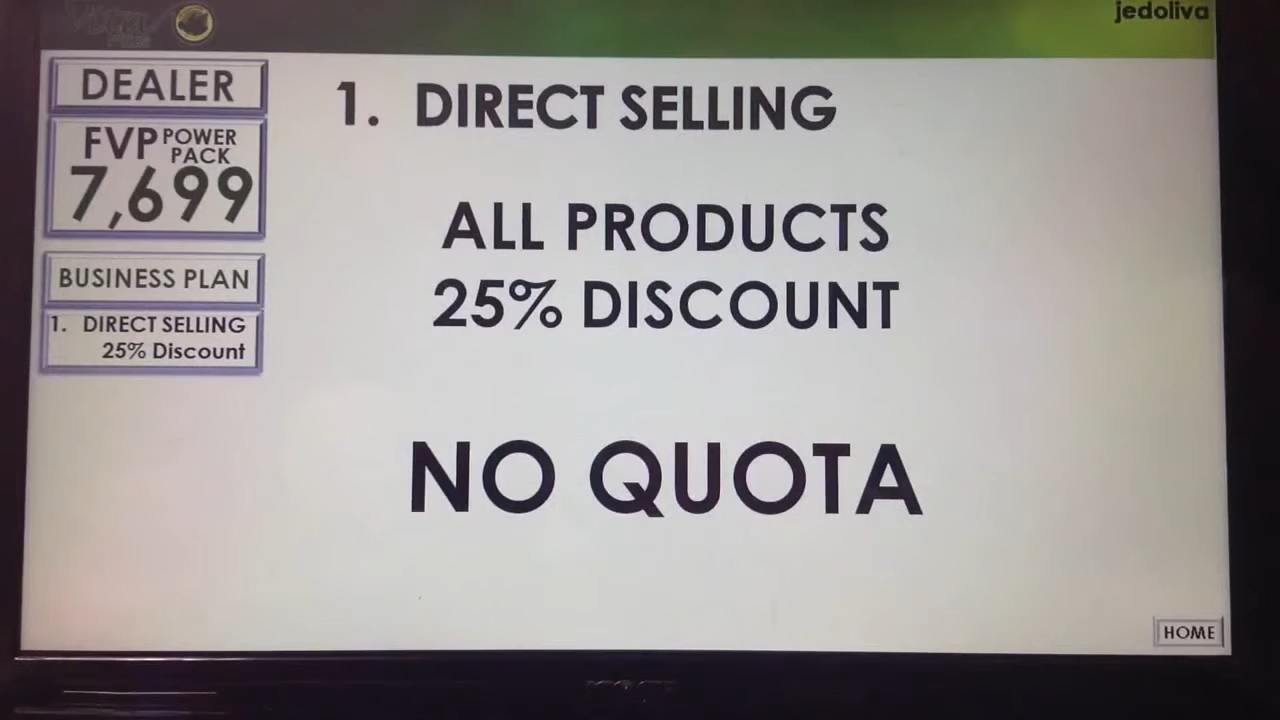 jedoliva
DEALER
FVP POWER PACK
7,699
BUSINESS PLAN
1. DIRECT SELLING
25% Discount
1. DIRECT SELLING
ALL PRODUCTS
25% DISCOUNT
NO QUOTA
HOME